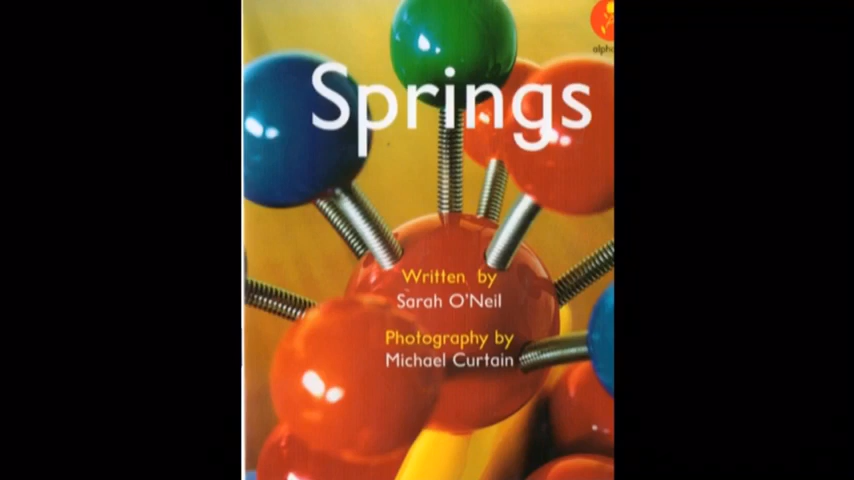 Springs
Written by
Sarah O'Neil
Photography by
Michael Curtain